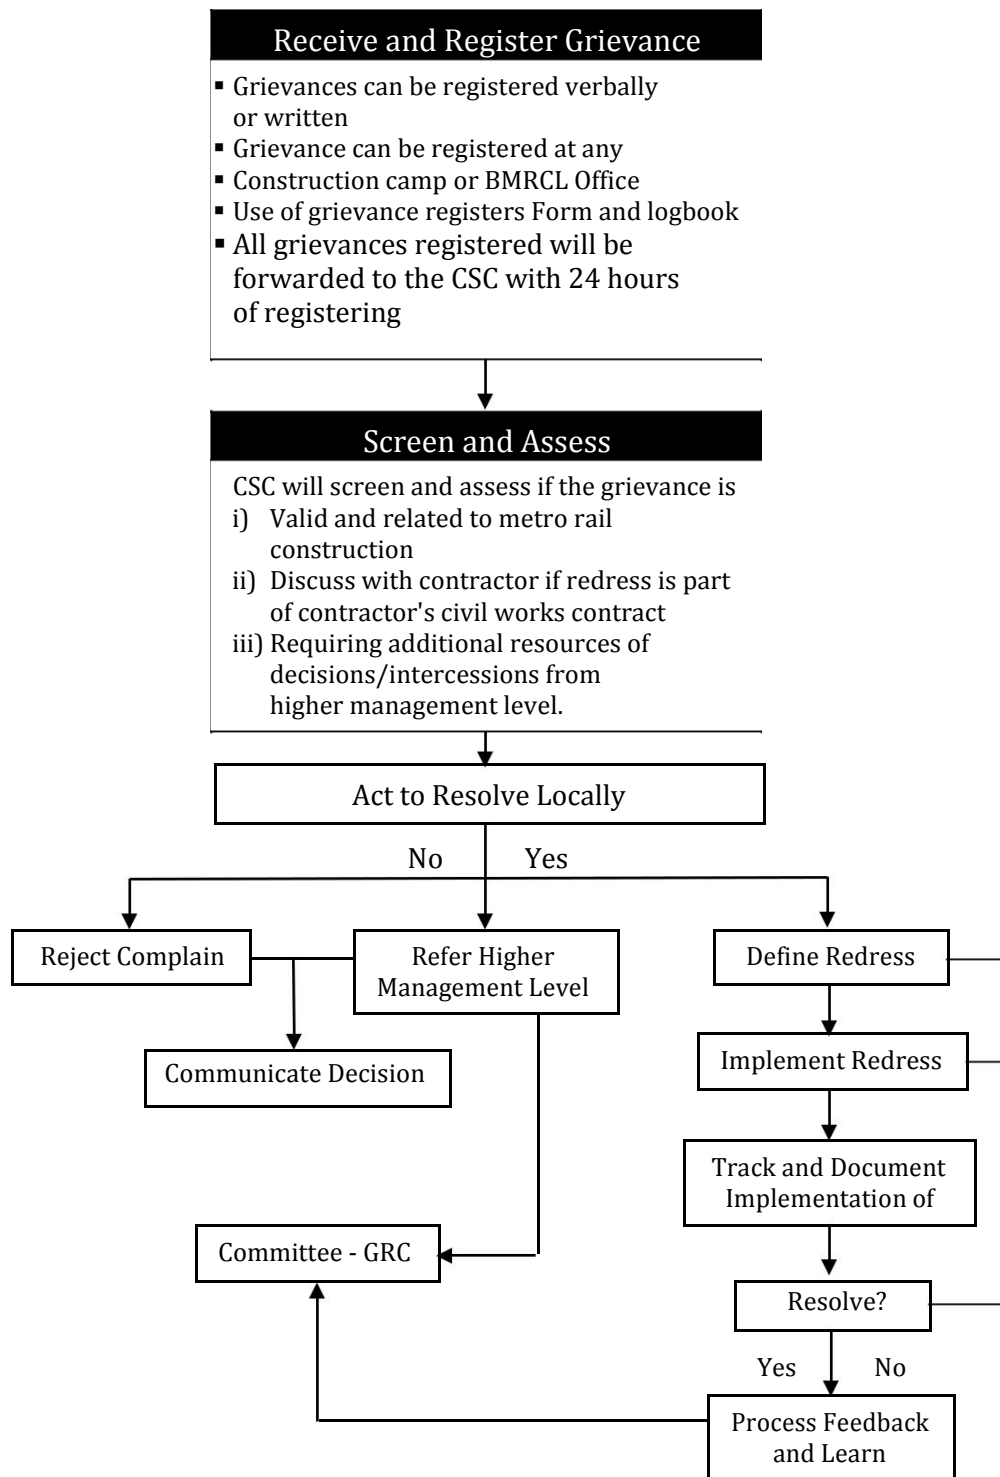 Receive and Register Grievance
▪ Grievances can be registered verbally
or written
▪ Grievance can be registered at any
▪ Construction camp or BMRCL Office
▪ Use of grievance registers Form and logbook
▪ All grievances registered will be
forwarded to the CSC with 24 hours
of registering
Screen and Assess
CSC will screen and assess if the grievance is
i) Valid and related to metro rail
construction
ii) Discuss with contractor if redress is part
of contractor's civil works contract
iii) Requiring additional resources of
decisions/intercessions from
higher management level.
Act to Resolve Locally
No Yes
Reject Complain
Refer Higher
Management Level
Define Redress
Communicate Decision
Implement Redress
Track and Document
Implementation of
Committee - GRC
Resolve?
Yes No
Process Feedback
and Learn